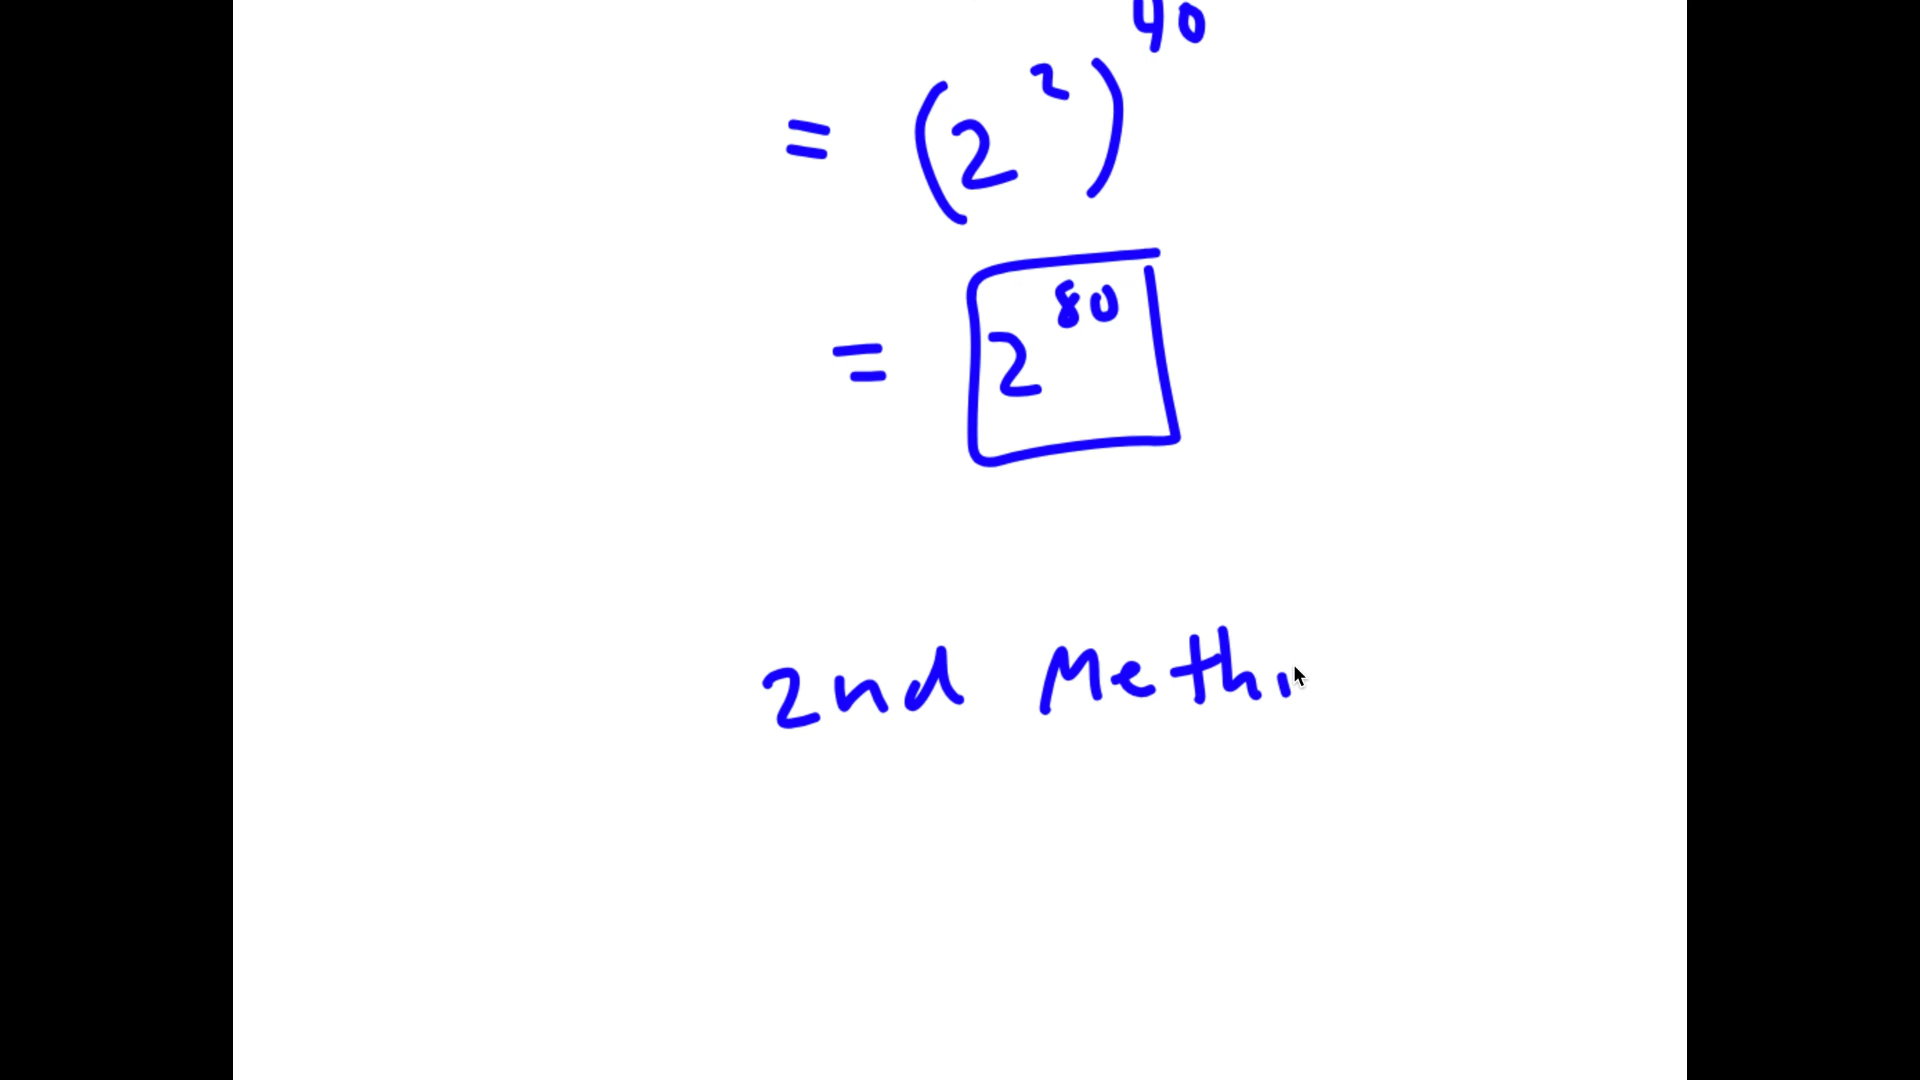 = (2²)⁴⁰
= 2⁸⁰
2nd Meth